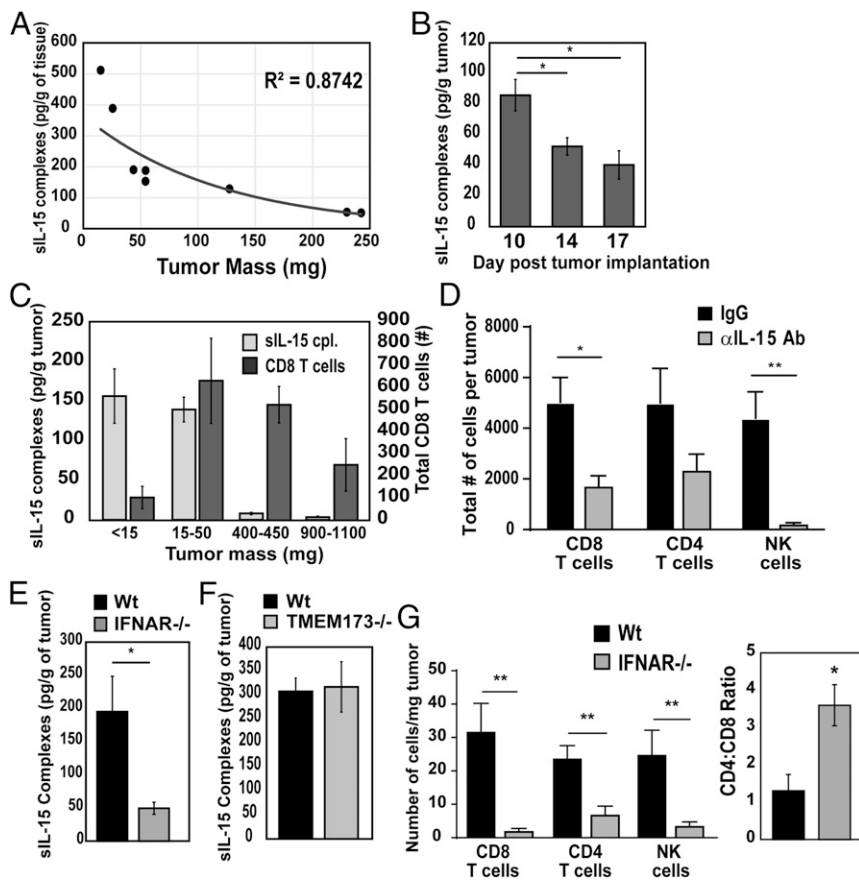 A
sIL-15 complexes (pg/g of tissue)
600
500
400
300
200
100
0
R² = 0.8742
0 50 100 150 200 250
Tumor Mass (mg)
B
sIL-15 complexes (pg/g tumor)
120
100
80
60
40
20
0
*
*
10 14 17
Day post tumor implantation
C
sIL-15 complexes (pg/g tumor)
250
200
150
100
50
0
sIL-15 cpl.
CD8 T cells
900
800
700
600
500
400
300
200
100
0
Total CD8 T cells (#)
<15 15-50 400-450 900-1100
Tumor mass (mg)
D
IgG
αIL-15 Ab
Total # of cells per tumor
8000
6000
4000
2000
0
*
**
CD8 T cells
CD4 T cells
NK cells
E
Wt
IFNAR-/-
sIL-15 Complexes (pg/g of tumor)
300
250
200
150
100
50
0
*
F
Wt
TMEM173-/-
sIL-15 Complexes (pg/g of tumor)
400
350
300
250
200
150
100
50
0
G
Wt
IFNAR-/-
Number of cells/mg tumor
50
40
30
20
10
0
**
**
**
CD8 T cells
CD4 T cells
NK cells
CD4:CD8 Ratio
5
4
3
2
1
0
*